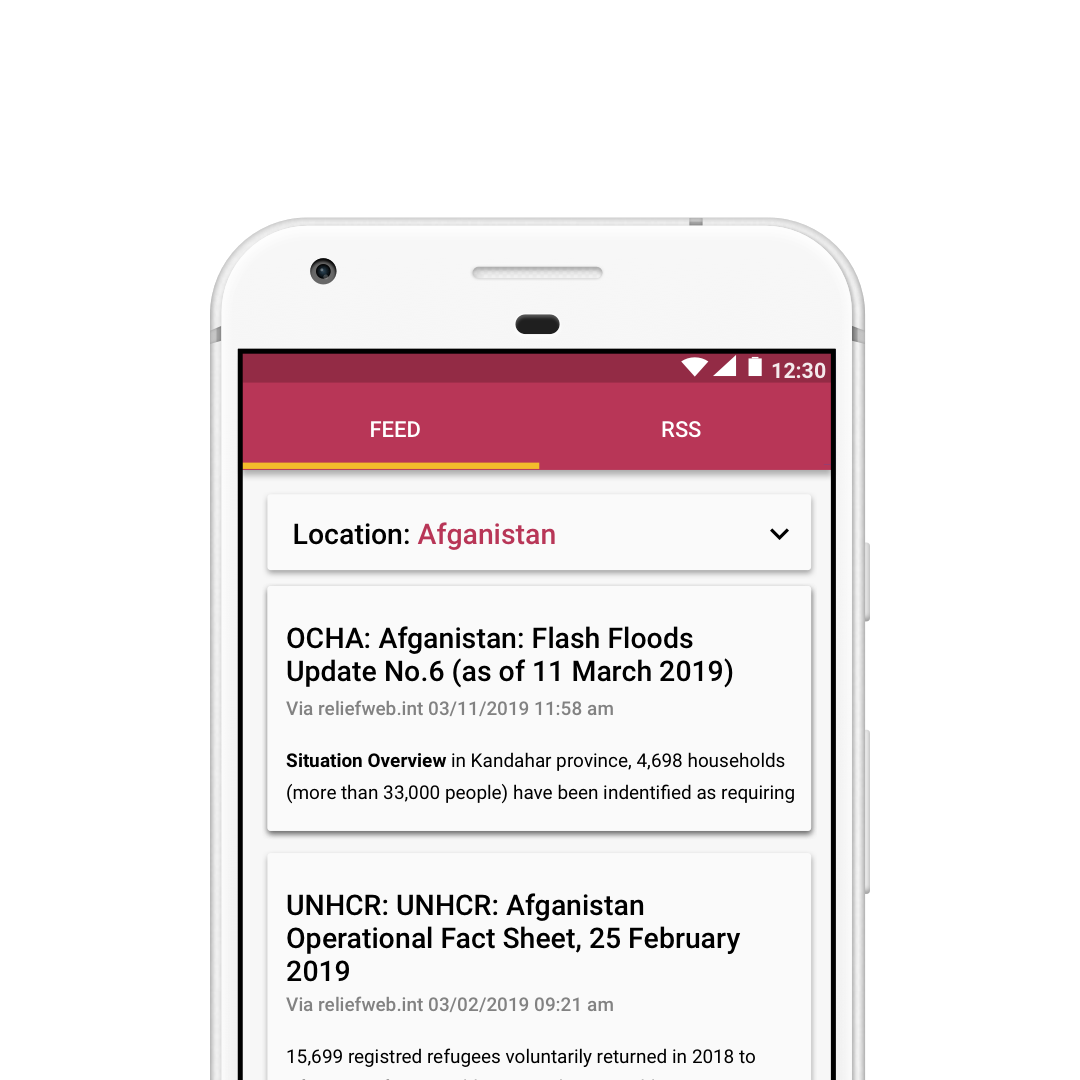 12:30
FEED RSS
Location: Afganistan
OCHA: Afganistan: Flash Floods
Update No.6 (as of 11 March 2019)
Via reliefweb.int 03/11/2019 11:58 am
Situation Overview in Kandahar province, 4,698 households
(more than 33,000 people) have been indentified as requiring
UNHCR: UNHCR: Afganistan
Operational Fact Sheet, 25 February
2019
Via reliefweb.int 03/02/2019 09:21 am
15,699 registred refugees voluntarily returned in 2018 to